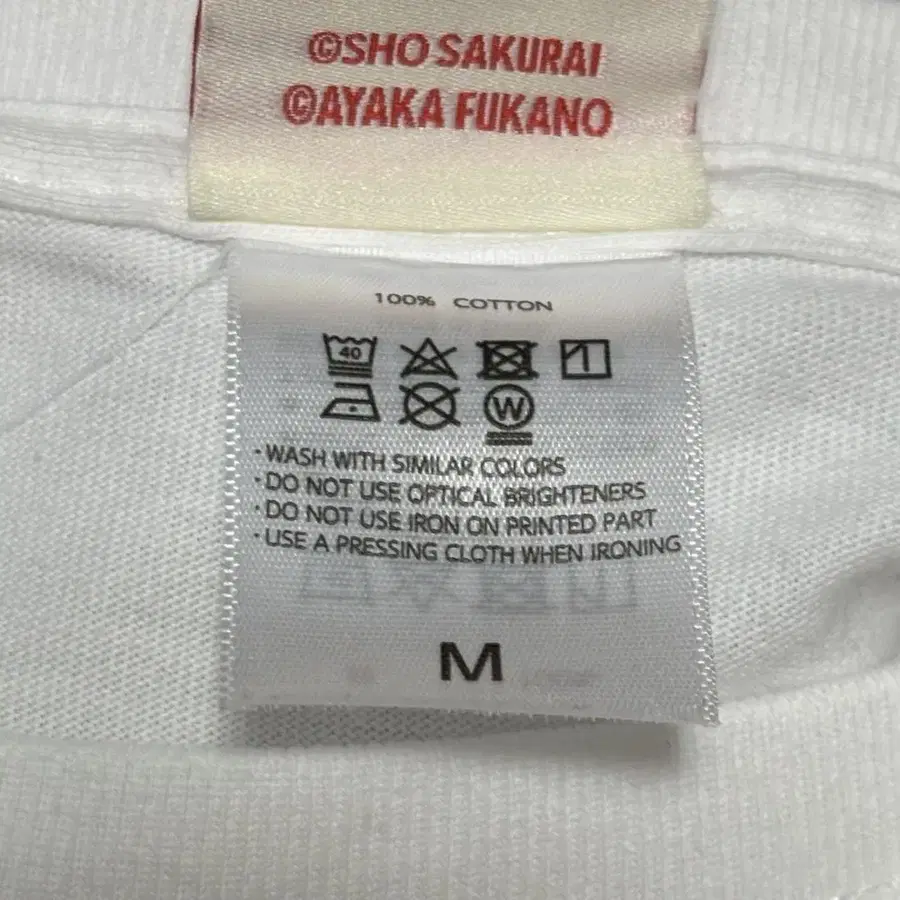 ©SHO SAKURAI
©AYAKA FUKANO
100% COTTON
40
W
·WASH WITH SIMILAR COLORS
·DO NOT USE OPTICAL BRIGHTENERS
·DO NOT USE IRON ON PRINTED PART
·USE A PRESSING CLOTH WHEN IRONING
M